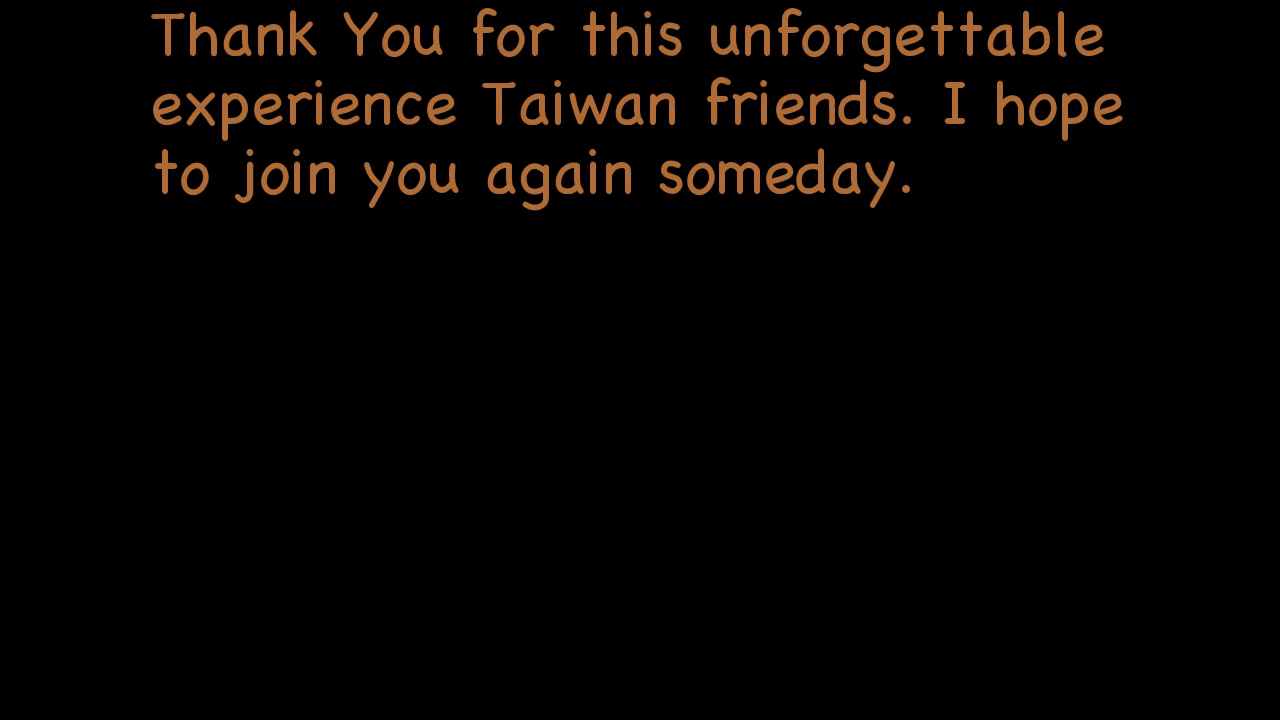 Thank You for this unforgettable
experience Taiwan friends. I hope
to join you again someday.